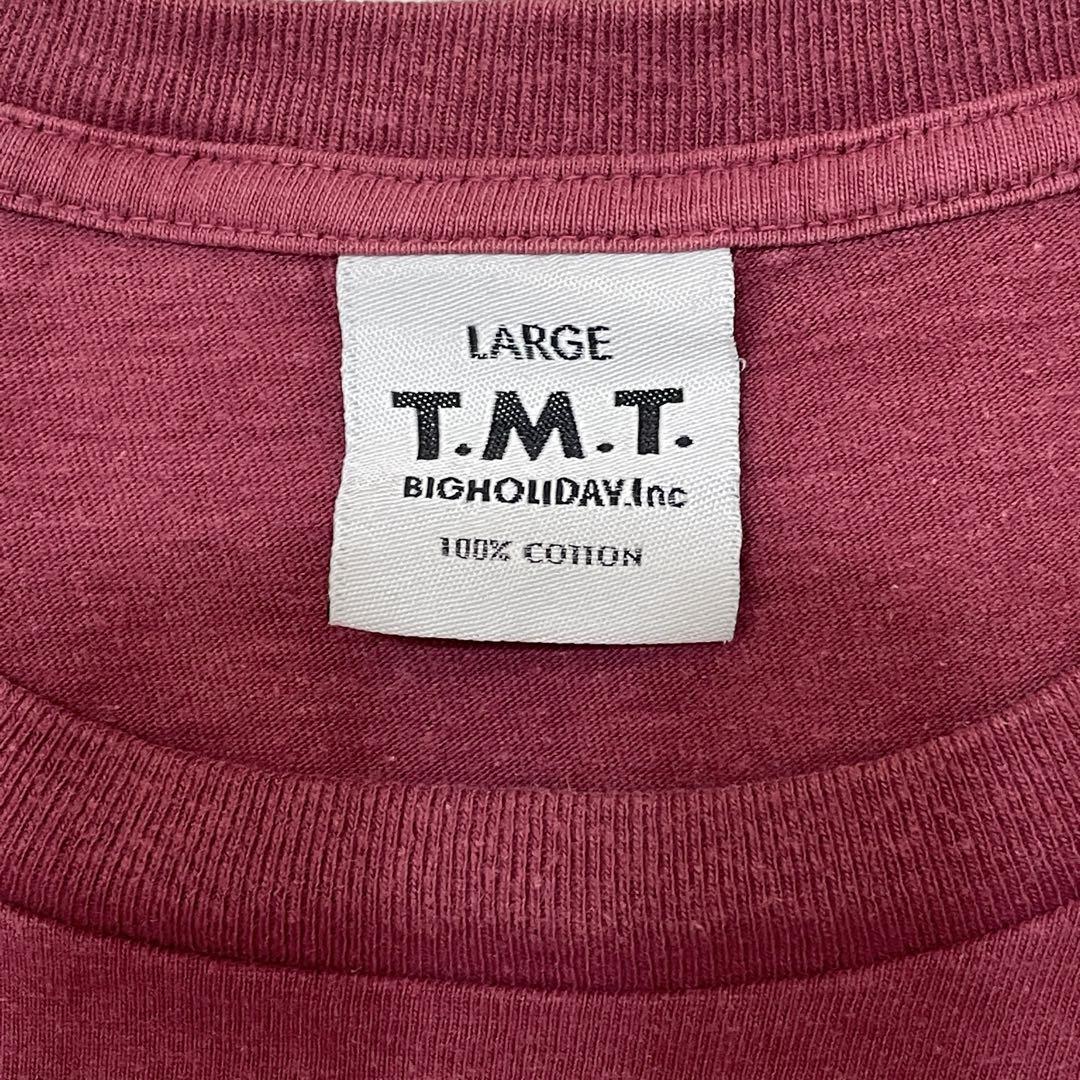 LARGE
T.M.T.
BIGHOLIDAY.Inc
100% COTTON